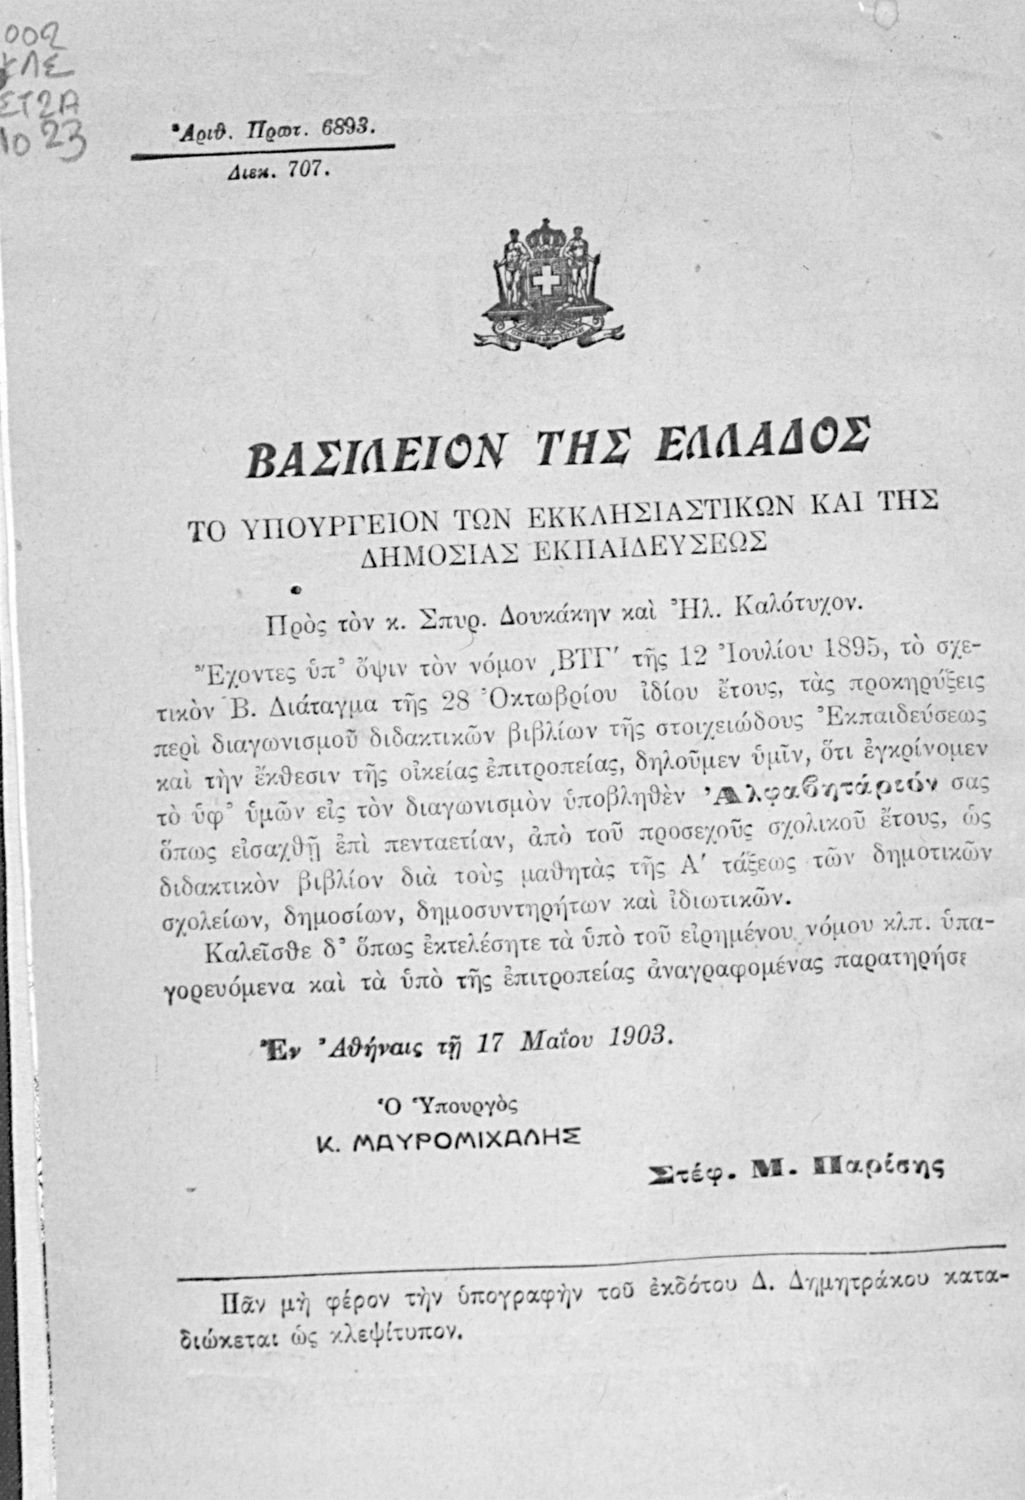 002
ΚΛΣ
ΣΤ2Α
1023
Ἀριθ. Πρωτ. 6893.
Διεκ. 707.
ΒΑΣΙΛΕΙΟΝ ΤΗΣ ΕΛΛΑΔΟΣ
ΤΟ ΥΠΟΥΡΓΕΙΟΝ ΤΩΝ ΕΚΚΛΗΣΙΑΣΤΙΚΩΝ ΚΑΙ ΤΗΣ
ΔΗΜΟΣΙΑΣ ΕΚΠΑΙΔΕΥΣΕΩΣ
Πρὸς τὸν κ. Σπυρ. Δουκάκην καὶ Ἠλ. Καλότυχον.
Ἔχοντες ὑπ' ὄψιν τὸν νόμον ͵ΒΤΓ΄ τῆς 12 Ἰουλίου 1895, τὸ σχε-
τικὸν Β. Διάταγμα τῆς 28 Ὀκτωβρίου ἰδίου ἔτους, τὰς προκηρύξεις
περὶ διαγωνισμοῦ διδακτικῶν βιβλίων τῆς στοιχειώδους Ἐκπαιδεύσεως
καὶ τὴν ἔκθεσιν τῆς οἰκείας ἐπιτροπείας, δηλοῦμεν ὑμῖν, ὅτι ἐγκρίνομεν
τὸ ὑφ' ὑμῶν εἰς τὸν διαγωνισμὸν ὑποβληθὲν Ἀλφαβητάριόν σας
ὅπως εἰσαχθῇ ἐπὶ πενταετίαν, ἀπὸ τοῦ προσεχοῦς σχολικοῦ ἔτους, ὡς
διδακτικὸν βιβλίον διὰ τοὺς μαθητὰς τῆς Α΄ τάξεως τῶν δημοτικῶν
σχολείων, δημοσίων, δημοσυντηρήτων καὶ ἰδιωτικῶν.
Καλεῖσθε δ' ὅπως ἐκτελέσητε τὰ ὑπὸ τοῦ εἰρημένου νόμου κλπ. ὑπα-
γορευόμενα καὶ τὰ ὑπὸ τῆς ἐπιτροπείας ἀναγραφομένας παρατηρήσε
Ἐν Ἀθήναις τῇ 17 Μαΐου 1903.
Ὁ Ὑπουργὸς
Κ. ΜΑΥΡΟΜΙΧΑΛΗΣ
Στέφ. Μ. Παρίσης
Πᾶν μὴ φέρον τὴν ὑπογραφὴν τοῦ ἐκδότου Δ. Δημητράκου κατα-
διώκεται ὡς κλεψίτυπον.